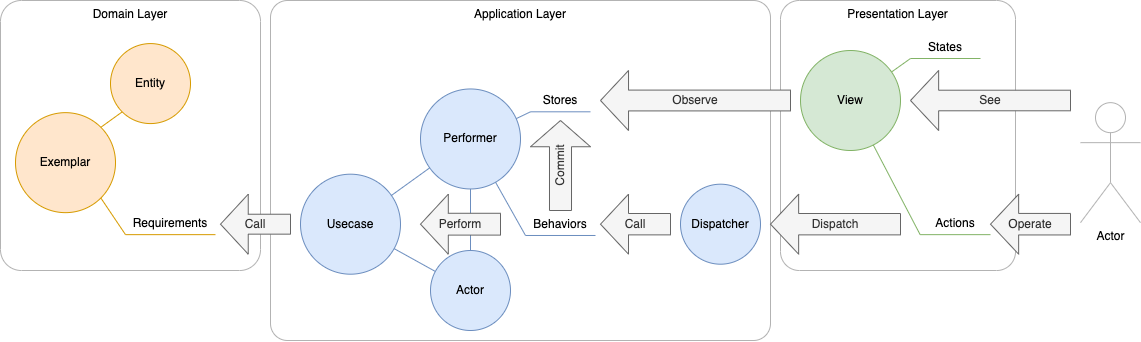 Domain Layer
Application Layer
Presentation Layer
States
Entity
Stores
Observe
View
See
Performer
Exemplar
Commit
Requirements
Call
Usecase
Perform
Behaviors
Call
Dispatcher
Dispatch
Actions
Operate
Actor
Actor